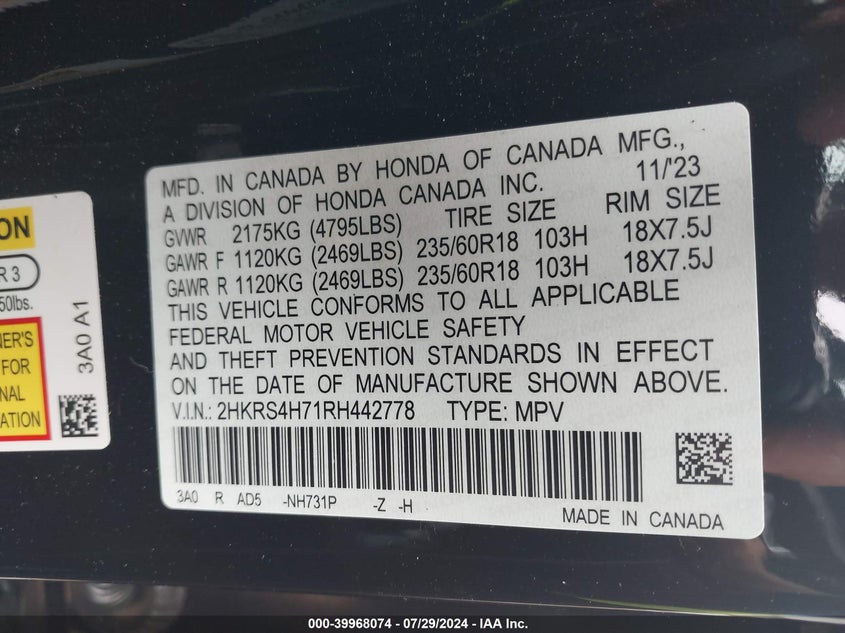 ON
R 3
50lbs.
NER'S
FOR
NAL
ATION
3A0 A1
MFD. IN CANADA BY HONDA OF CANADA MFG.,
A DIVISION OF HONDA CANADA INC. 11/'23
GVWR 2175KG (4795LBS) TIRE SIZE RIM SIZE
GAWR F 1120KG (2469LBS) 235/60R18 103H 18X7.5J
GAWR R 1120KG (2469LBS) 235/60R18 103H 18X7.5J
THIS VEHICLE CONFORMS TO ALL APPLICABLE
FEDERAL MOTOR VEHICLE SAFETY
AND THEFT PREVENTION STANDARDS IN EFFECT
ON THE DATE OF MANUFACTURE SHOWN ABOVE.
V.I.N.: 2HKRS4H71RH442778 TYPE: MPV
3A0 R AD5 -NH731P -Z -H
MADE IN CANADA
000-39968074 / 07/29/2024 - IAA Inc.